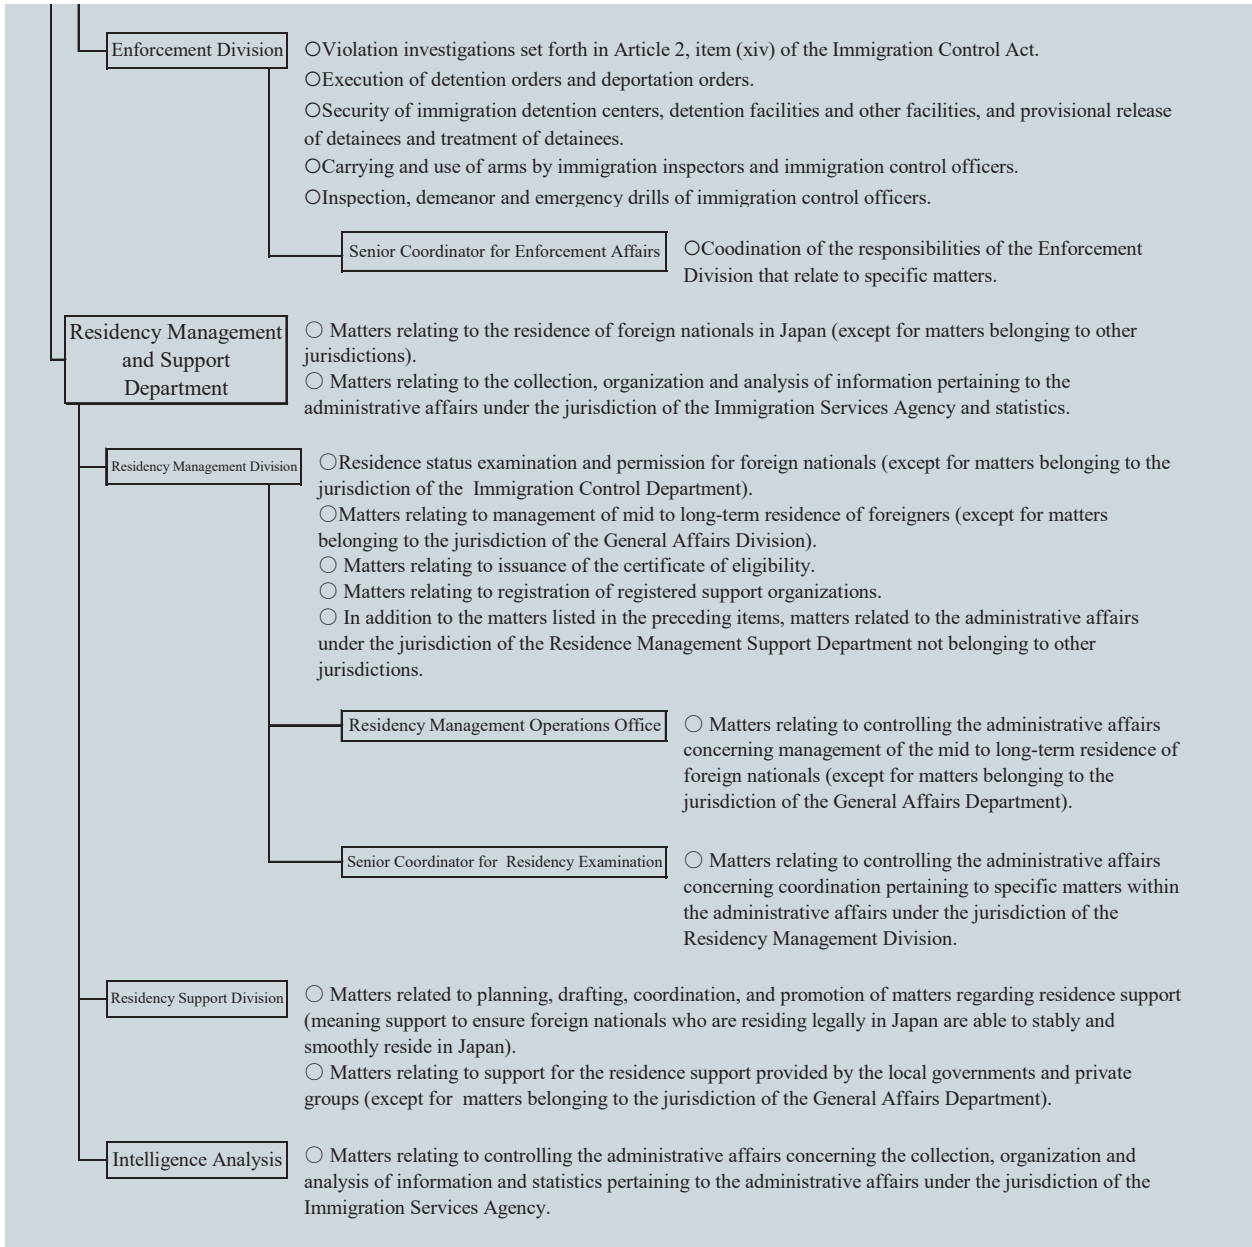 Enforcement Division
○Violation investigations set forth in Article 2, item (xiv) of the Immigration Control Act.
○Execution of detention orders and deportation orders.
○Security of immigration detention centers, detention facilities and other facilities, and provisional release
of detainees and treatment of detainees.
○Carrying and use of arms by immigration inspectors and immigration control officers.
○Inspection, demeanor and emergency drills of immigration control officers.
Senior Coordinator for Enforcement Affairs
○Coodination of the responsibilities of the Enforcement
Division that relate to specific matters.
Residency Management
and Support
Department
○ Matters relating to the residence of foreign nationals in Japan (except for matters belonging to other
jurisdictions).
○ Matters relating to the collection, organization and analysis of information pertaining to the
administrative affairs under the jurisdiction of the Immigration Services Agency and statistics.
Residency Management Division
○Residence status examination and permission for foreign nationals (except for matters belonging to the
jurisdiction of the Immigration Control Department).
○Matters relating to management of mid to long-term residence of foreigners (except for matters
belonging to the jurisdiction of the General Affairs Division).
○ Matters relating to issuance of the certificate of eligibility.
○ Matters relating to registration of registered support organizations.
○ In addition to the matters listed in the preceding items, matters related to the administrative affairs
under the jurisdiction of the Residence Management Support Department not belonging to other
jurisdictions.
Residency Management Operations Office
○ Matters relating to controlling the administrative affairs
concerning management of the mid to long-term residence of
foreign nationals (except for matters belonging to the
jurisdiction of the General Affairs Department).
Senior Coordinator for Residency Examination
○ Matters relating to controlling the administrative affairs
concerning coordination pertaining to specific matters within
the administrative affairs under the jurisdiction of the
Residency Management Division.
Residency Support Division
○ Matters related to planning, drafting, coordination, and promotion of matters regarding residence support
(meaning support to ensure foreign nationals who are residing legally in Japan are able to stably and
smoothly reside in Japan).
○ Matters relating to support for the residence support provided by the local governments and private
groups (except for matters belonging to the jurisdiction of the General Affairs Department).
Intelligence Analysis
○ Matters relating to controlling the administrative affairs concerning the collection, organization and
analysis of information and statistics pertaining to the administrative affairs under the jurisdiction of the
Immigration Services Agency.